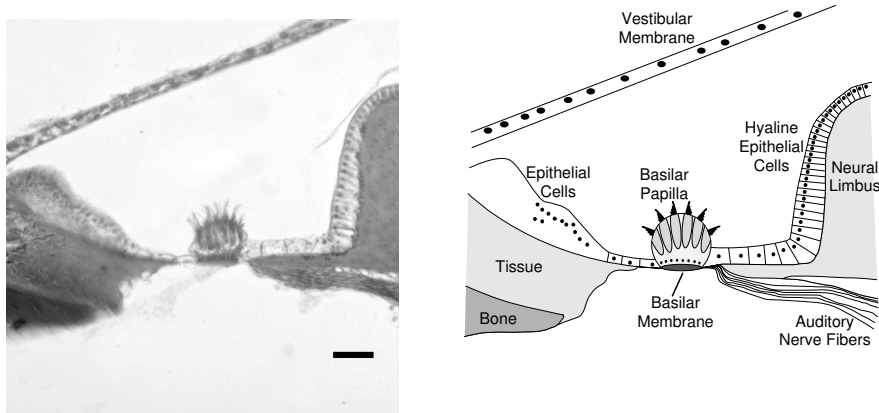 Vestibular
Membrane
Hyaline
Epithelial
Cells
Epithelial
Cells
Basilar
Papilla
Neural
Limbus
Tissue
Bone
Basilar
Membrane
Auditory
Nerve Fibers